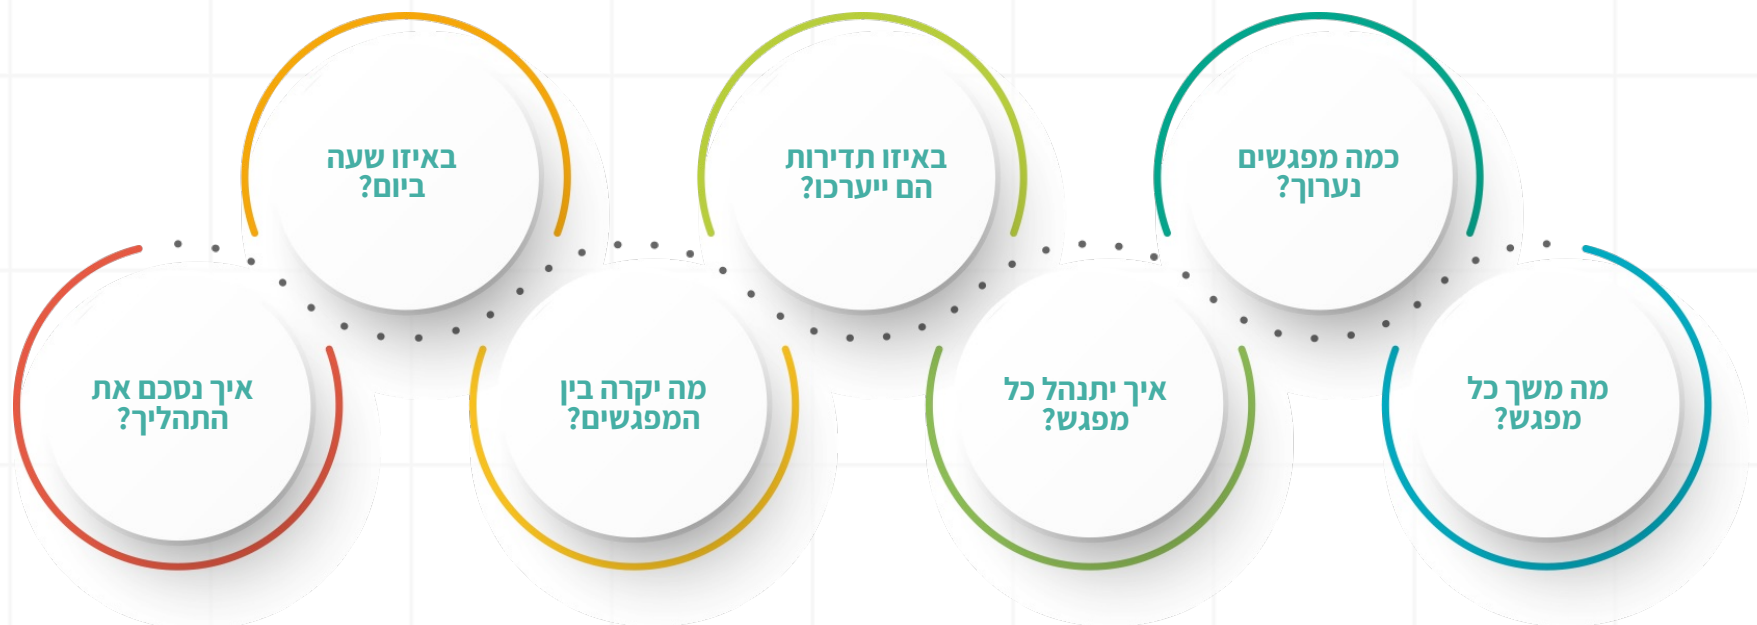 מה משך כל
מפגש?
כמה מפגשים
נערוך?
איך יתנהל כל
מפגש?
באיזו תדירות
הם ייערכו?
מה יקרה בין
המפגשים?
באיזו שעה
ביום?
איך נסכם את
התהליך?